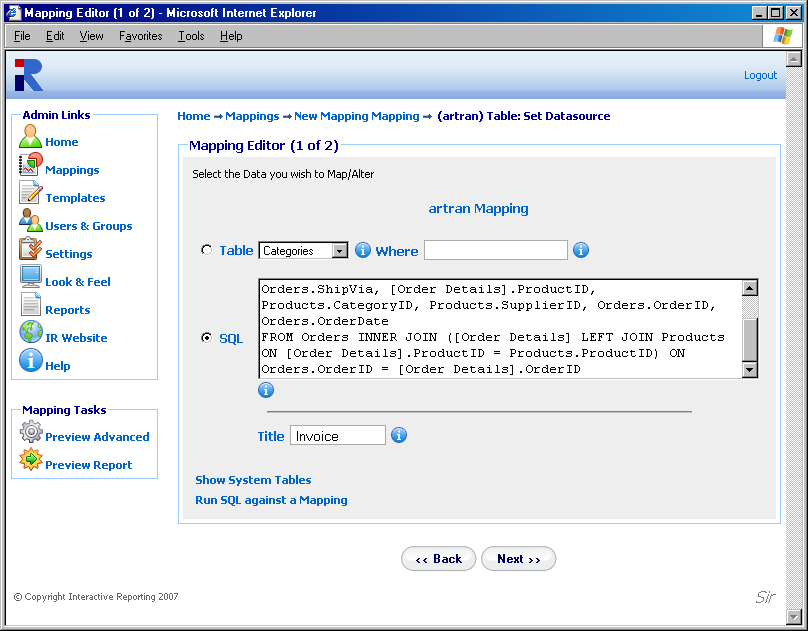 Mapping Editor (1 of 2) - Microsoft Internet Explorer
File Edit View Favorites Tools Help
R
Logout
Admin Links
Home
Mappings
Templates
Users & Groups
Settings
Look & Feel
Reports
IR Website
Help
Mapping Tasks
Preview Advanced
Preview Report
Home → Mappings → New Mapping Mapping → (artran) Table: Set Datasource
Mapping Editor (1 of 2)
Select the Data you wish to Map/Alter
artran Mapping
Table Categories Where
SQL
Orders.ShipVia, [Order Details].ProductID,
Products.CategoryID, Products.SupplierID, Orders.OrderID,
Orders.OrderDate
FROM Orders INNER JOIN ([Order Details] LEFT JOIN Products
ON [Order Details].ProductID = Products.ProductID) ON
Orders.OrderID = [Order Details].OrderID
Title Invoice
Show System Tables
Run SQL against a Mapping
<< Back Next >>
© Copyright Interactive Reporting 2007
Sir